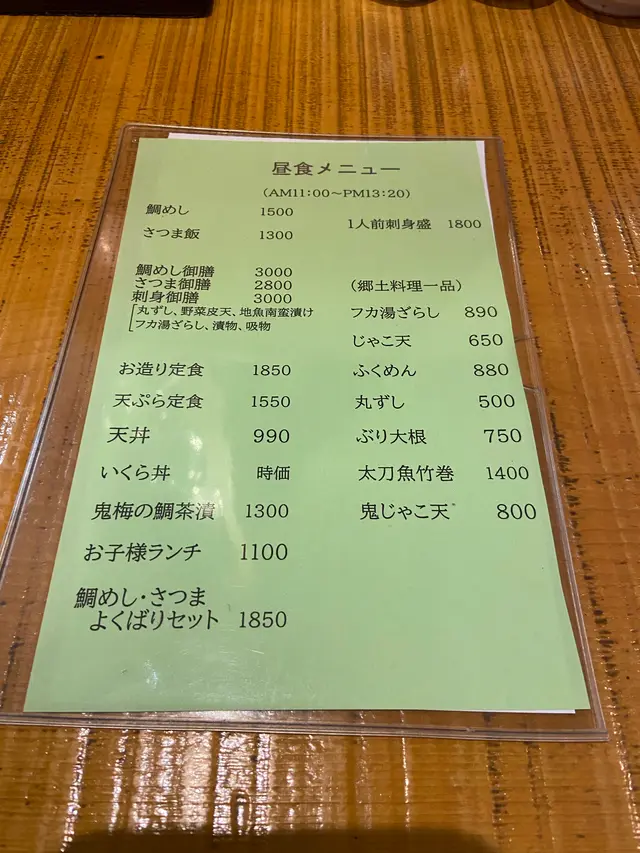 昼食メニュー
(AM11:00～PM13:20)
鯛めし 1500
さつま飯 1300
1人前刺身盛 1800
鯛めし御膳 3000
さつま御膳 2800
刺身御膳 3000
丸ずし、野菜皮天、地魚南蛮漬け
フカ湯ざらし、漬物、吸物
お造り定食 1850
天ぷら定食 1550
天丼 990
いくら丼 時価
鬼梅の鯛茶漬 1300
お子様ランチ 1100
鯛めし・さつま
よくばりセット 1850
(郷土料理一品)
フカ湯ざらし 890
じゃこ天 650
ふくめん 880
丸ずし 500
ぶり大根 750
太刀魚竹巻 1400
鬼じゃこ天 800